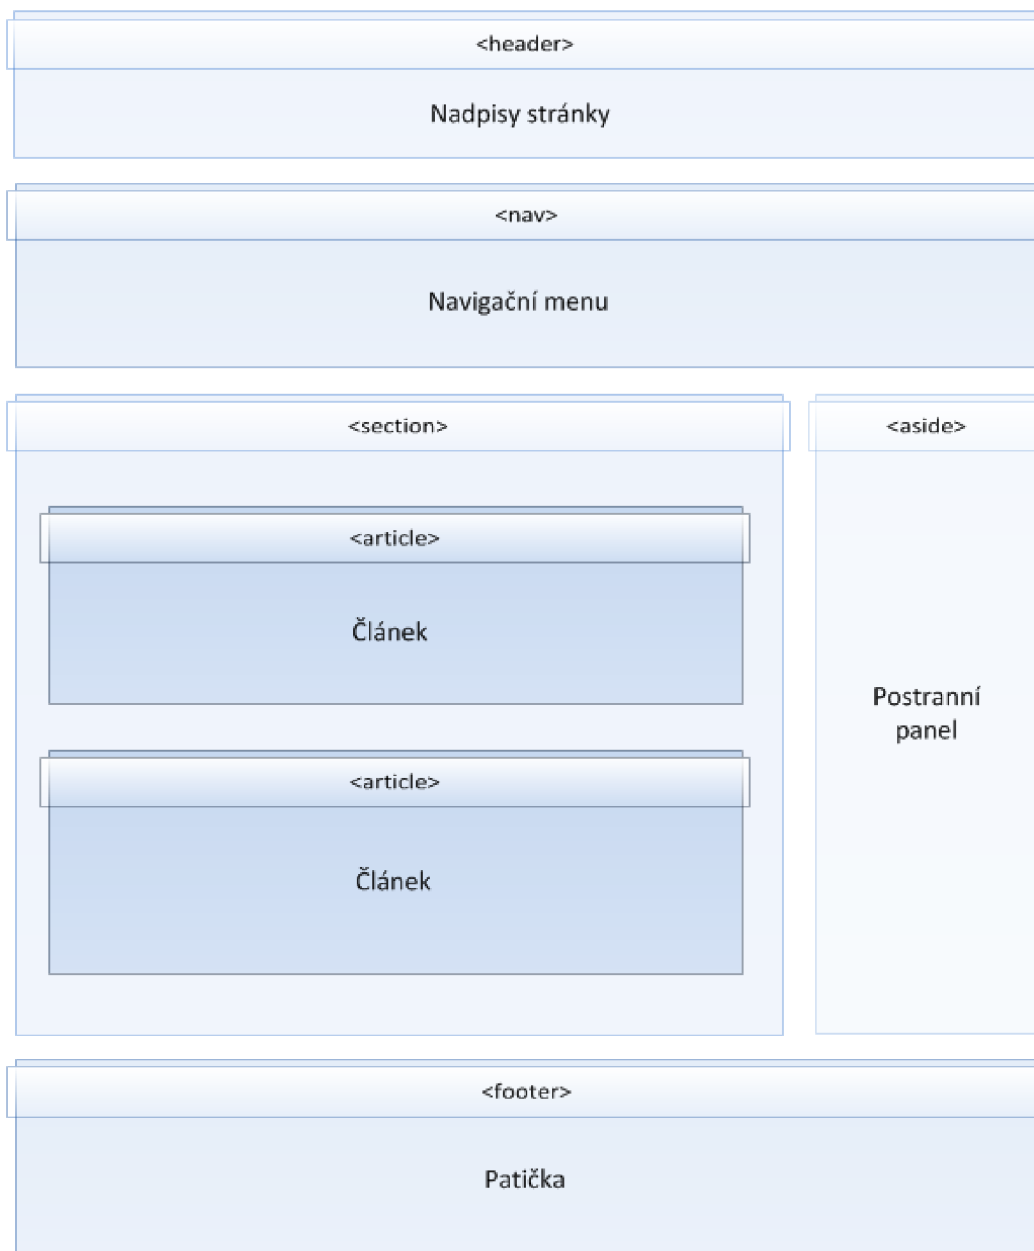 <header>
Nadpisy stránky
<nav>
Navigační menu
<section>
<article>
Článek
<article>
Článek
<aside>
Postranní
panel
<footer>
Patička